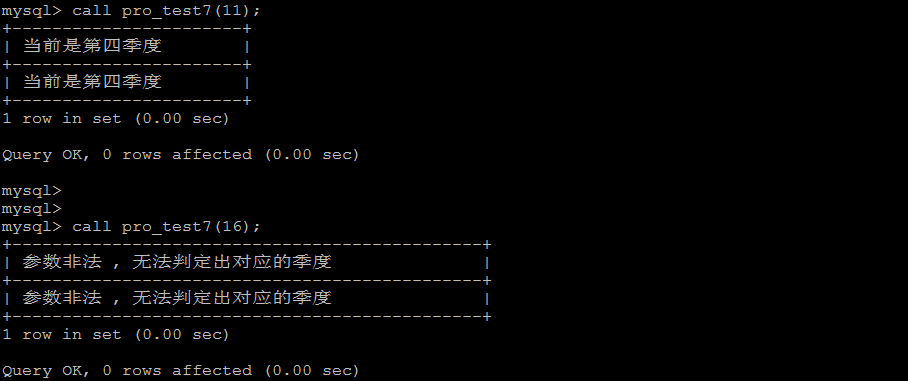 mysql> call pro_test7(11);
+-----------------------+
| 当前是第四季度        |
+-----------------------+
| 当前是第四季度        |
+-----------------------+
1 row in set (0.00 sec)

Query OK, 0 rows affected (0.00 sec)

mysql>
mysql>
mysql> call pro_test7(16);
+-----------------------------------------------+
| 参数非法 , 无法判定出对应的季度               |
+-----------------------------------------------+
| 参数非法 , 无法判定出对应的季度               |
+-----------------------------------------------+
1 row in set (0.00 sec)

Query OK, 0 rows affected (0.00 sec)